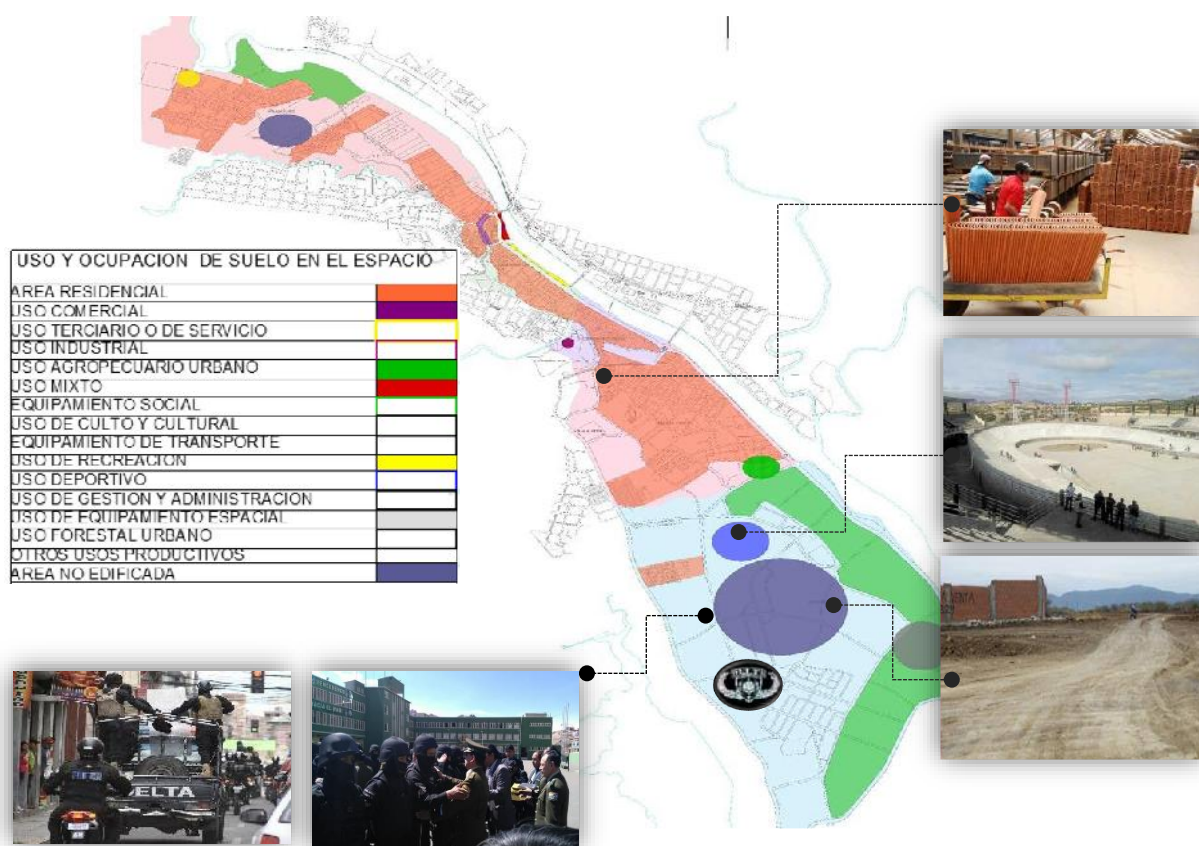 USO Y OCUPACION DE SUELO EN EL ESPACIO
AREA RESIDENCIAL
USO COMERCIAL
USO TERCIARIO O DE SERVICIO
USO INDUSTRIAL
USO AGROPECUARIO URBANO
USO MIXTO
EQUIPAMIENTO SOCIAL
USO DE CULTO Y CULTURAL
EQUIPAMIENTO DE TRANSPORTE
USO DE RECREACION
USO DEPORTIVO
USO DE GESTION Y ADMINISTRACION
USO DE EQUIPAMIENTO ESPACIAL
USO FORESTAL URBANO
OTROS USOS PRODUCTIVOS
AREA NO EDIFICADA
DELTA